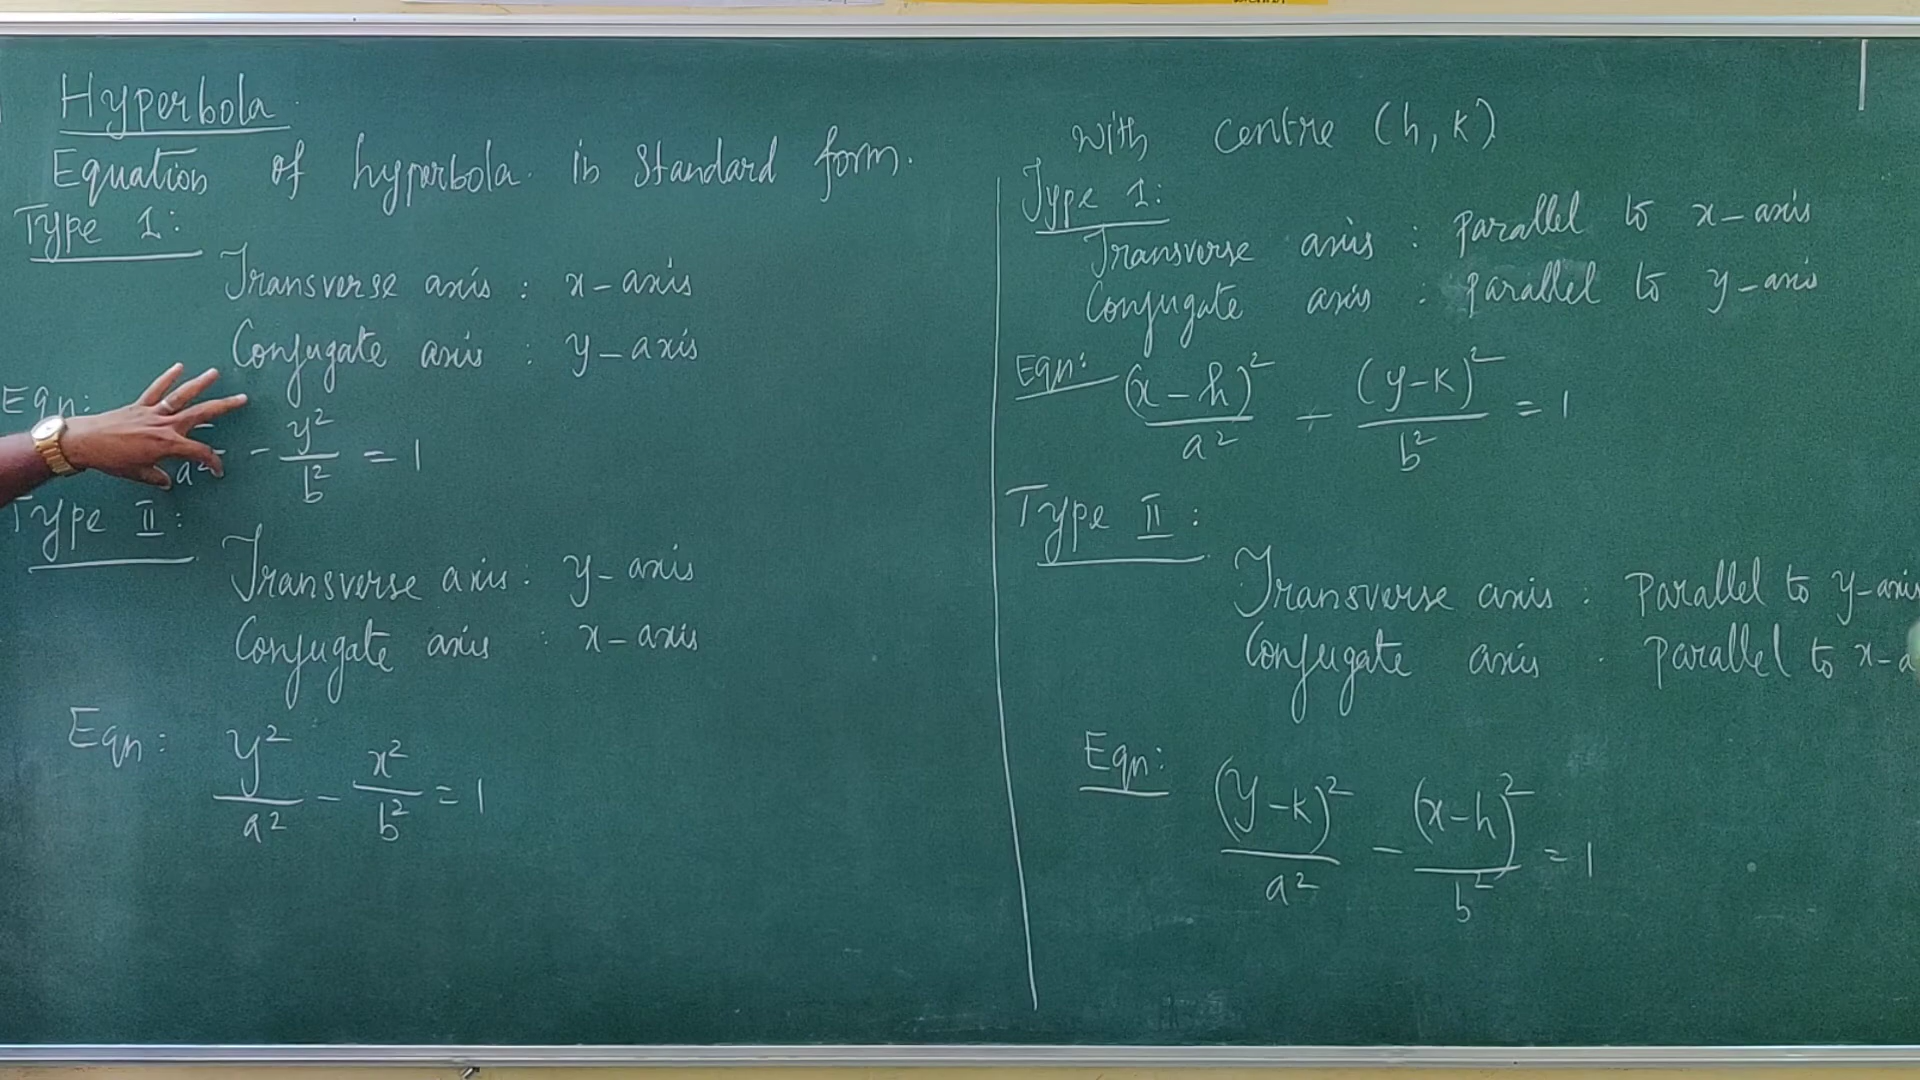 Hyperbola.
Equation of hyperbola. in Standard form.
Type 1:
Transverse axis : x-axis
Conjugate axis : y-axis
Eqn:
a² - y²/b² = 1
Type II:
Transverse axis: y-axis
Conjugate axis : x-axis
Eqn: y²/a² - x²/b² = 1
With centre (h, k)
Type 1:
Transverse axis : parallel to x-axis
Conjugate axis : parallel to y-axis
Eqn: (x-h)²/a² - (y-k)²/b² = 1
Type II :
Transverse axis : Parallel to y-axis
Conjugate axis . parallel to x-a
Eqn: (y-k)²/a² - (x-h)²/b² = 1